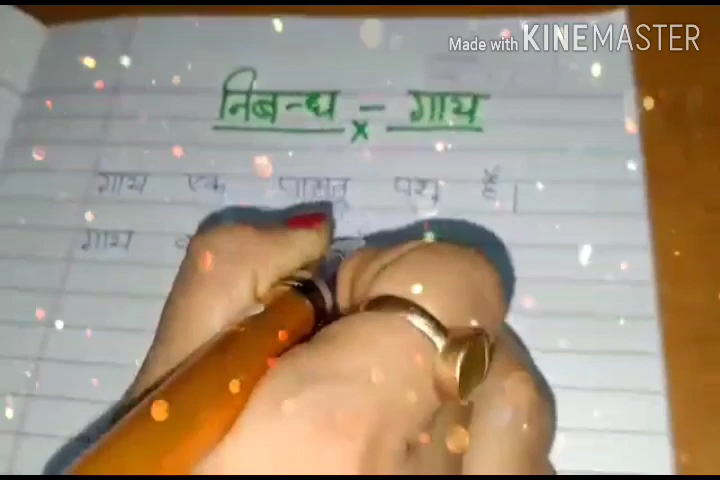 Made with KINEMASTER
निबन्ध - गाय
x
गाय एक पालतू पशु है।
गाय